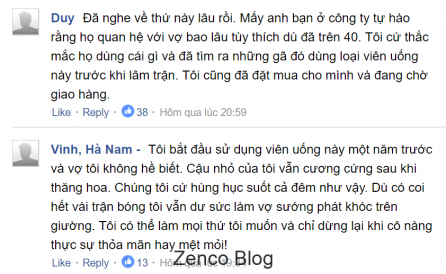 Duy Đã nghe về thứ này lâu rồi. Mấy anh bạn ở công ty tự hào
rằng họ quan hệ với vợ bao lâu tùy thích dù đã trên 40. Tôi cứ thắc
mắc họ dùng cái gì và đã tìm ra những gã đó dùng loại viên uống
này trước khi lâm trận. Tôi cũng đã đặt mua cho mình và đang chờ
giao hàng.
Like · Reply · 38 · Hôm qua lúc 20:59
Vinh, Hà Nam - Tôi bắt đầu sử dụng viên uống này một năm trước
và vợ tôi không hề biết. Cậu nhỏ của tôi vẫn cương cứng sau khi
thăng hoa. Chúng tôi cứ hùng hục suốt cả đêm như vậy. Dù có coi
hết vài trận bóng tôi vẫn dư sức làm vợ sướng phát khóc trên
giường. Tôi có thể làm mọi thứ tôi muốn và chỉ dừng lại khi cô nàng
thực sự thỏa mãn hay mệt mỏi!
Like · Reply · 13 · Hôm qua lúc
Zenco Blog